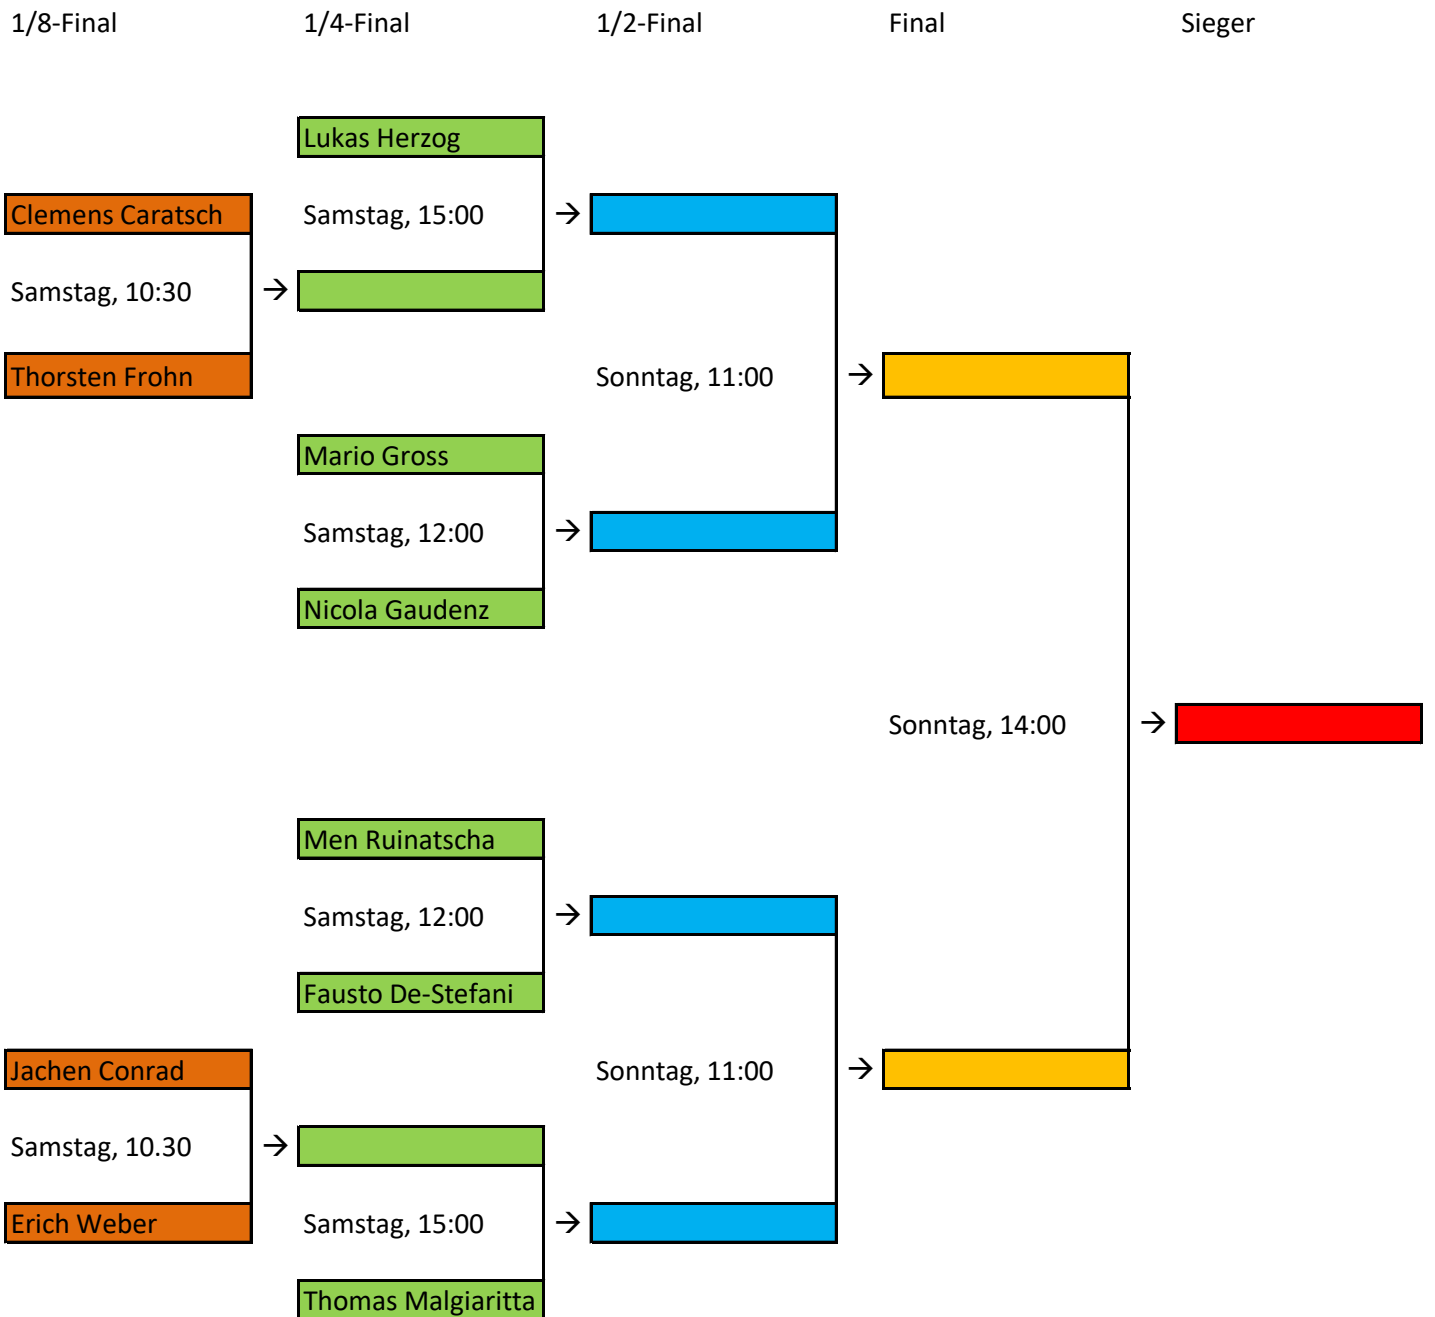 1/8-Final 1/4-Final 1/2-Final Final Sieger
Lukas Herzog
Clemens Caratsch Samstag, 15:00 →
Samstag, 10:30 →
Thorsten Frohn Sonntag, 11:00 →
Mario Gross
Samstag, 12:00 →
Nicola Gaudenz
Sonntag, 14:00 →
Men Ruinatscha
Samstag, 12:00 →
Fausto De-Stefani
Jachen Conrad Sonntag, 11:00 →
Samstag, 10.30 →
Erich Weber Samstag, 15:00 →
Thomas Malgiaritta